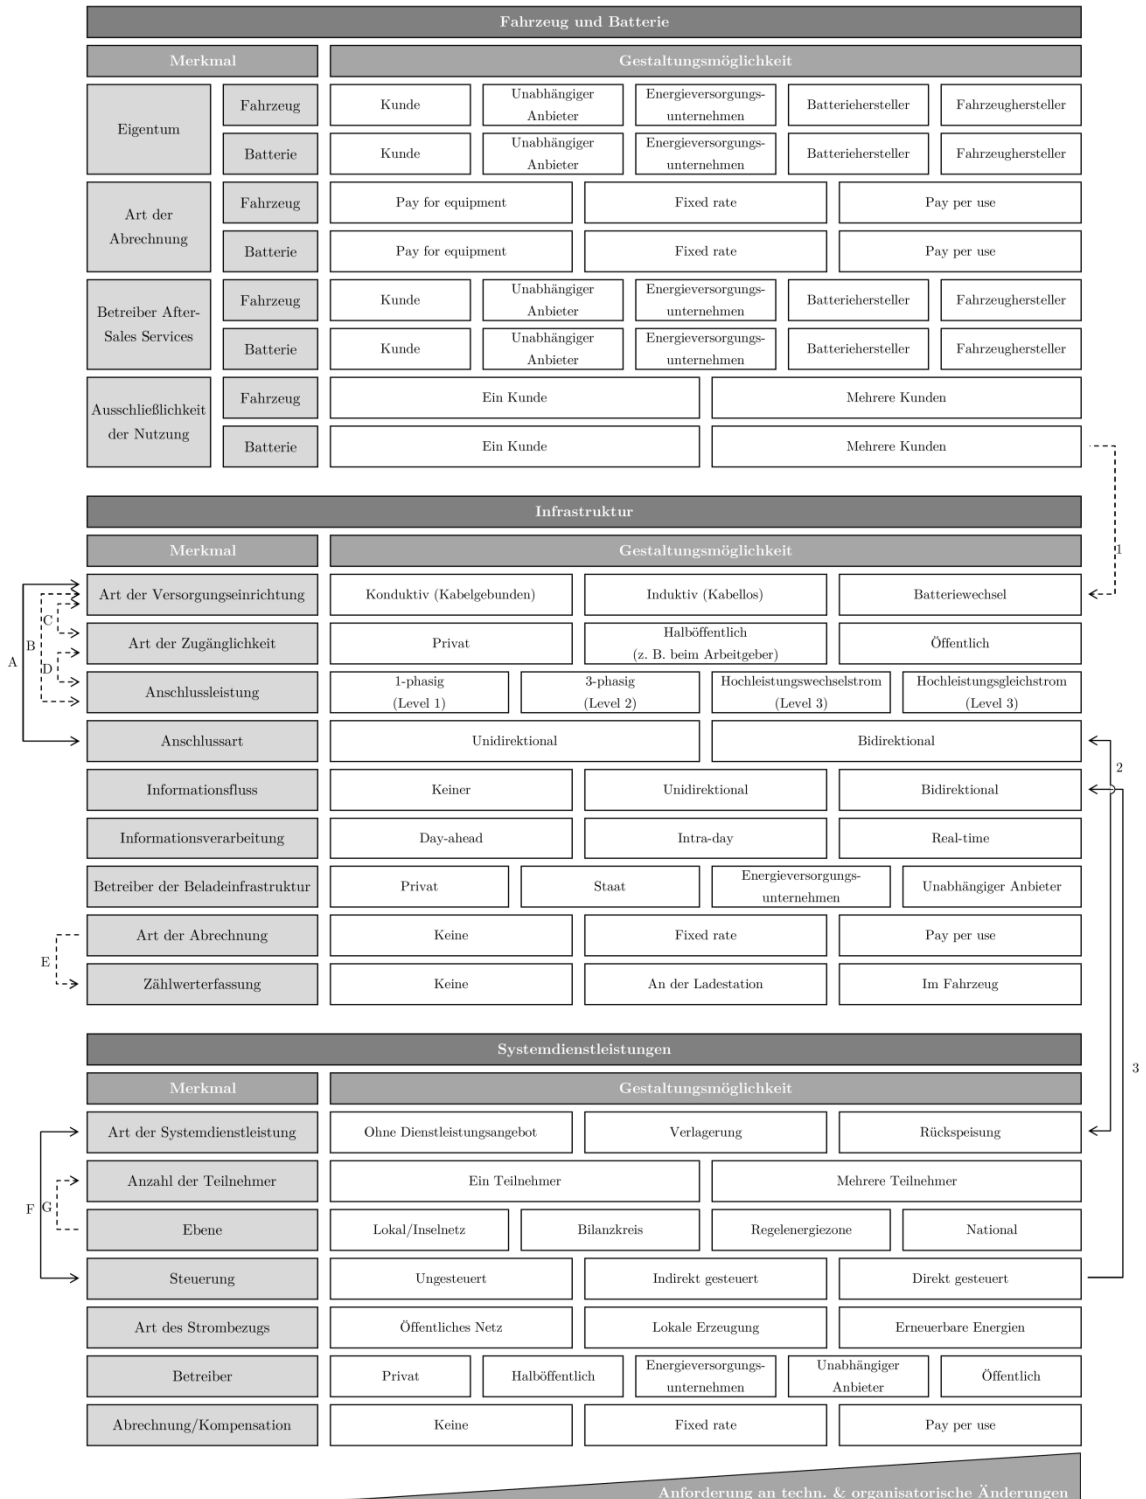 Fahrzeug und Batterie
Merkmal
Gestaltungsmöglichkeit
Eigentum
Fahrzeug
Kunde
Unabhängiger
Anbieter
Energieversorgungs-
unternehmen
Batteriehersteller
Fahrzeughersteller
Batterie
Kunde
Unabhängiger
Anbieter
Energieversorgungs-
unternehmen
Batteriehersteller
Fahrzeughersteller
Art der
Abrechnung
Fahrzeug
Pay for equipment
Fixed rate
Pay per use
Batterie
Pay for equipment
Fixed rate
Pay per use
Betreiber After-
Sales Services
Fahrzeug
Kunde
Unabhängiger
Anbieter
Energieversorgungs-
unternehmen
Batteriehersteller
Fahrzeughersteller
Batterie
Kunde
Unabhängiger
Anbieter
Energieversorgungs-
unternehmen
Batteriehersteller
Fahrzeughersteller
Ausschließlichkeit
der Nutzung
Fahrzeug
Ein Kunde
Mehrere Kunden
Batterie
Ein Kunde
Mehrere Kunden
1
Infrastruktur
Merkmal
Gestaltungsmöglichkeit
A
B
C
D
Art der Versorgungseinrichtung
Konduktiv (Kabelgebunden)
Induktiv (Kabellos)
Batteriewechsel
Art der Zugänglichkeit
Privat
Halböffentlich
(z. B. beim Arbeitgeber)
Öffentlich
Anschlussleistung
1-phasig
(Level 1)
3-phasig
(Level 2)
Hochleistungswechselstrom
(Level 3)
Hochleistungsgleichstrom
(Level 3)
Anschlussart
Unidirektional
Bidirektional
2
Informationsfluss
Keiner
Unidirektional
Bidirektional
Informationsverarbeitung
Day-ahead
Intra-day
Real-time
Betreiber der Beladeinfrastruktur
Privat
Staat
Energieversorgungs-
unternehmen
Unabhängiger Anbieter
E
Art der Abrechnung
Keine
Fixed rate
Pay per use
Zählwerterfassung
Keine
An der Ladestation
Im Fahrzeug
Systemdienstleistungen
3
Merkmal
Gestaltungsmöglichkeit
F
G
Art der Systemdienstleistung
Ohne Dienstleistungsangebot
Verlagerung
Rückspeisung
Anzahl der Teilnehmer
Ein Teilnehmer
Mehrere Teilnehmer
Ebene
Lokal/Inselnetz
Bilanzkreis
Regelenergiezone
National
Steuerung
Ungesteuert
Indirekt gesteuert
Direkt gesteuert
Art des Strombezugs
Öffentliches Netz
Lokale Erzeugung
Erneuerbare Energien
Betreiber
Privat
Halböffentlich
Energieversorgungs-
unternehmen
Unabhängiger
Anbieter
Öffentlich
Abrechnung/Kompensation
Keine
Fixed rate
Pay per use
Anforderung an techn. & organisatorische Änderungen